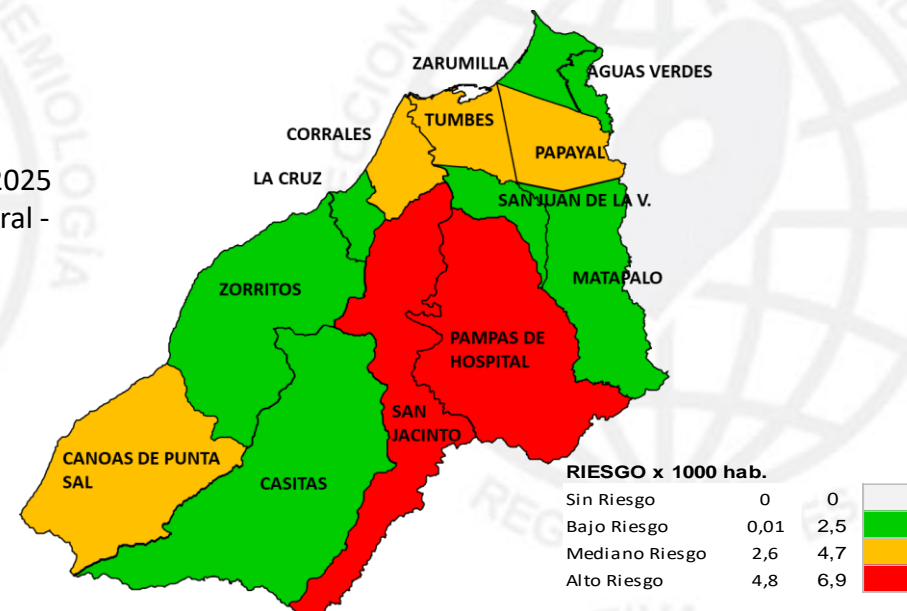 ZARUMILLA
AGUAS VERDES
TUMBES
CORRALES
PAPAYAL
2025
LA CRUZ
SAN JUAN DE LA V.
ral -
MATAPALO
ZORRITOS
PAMPAS DE
HOSPITAL
SAN
JACINTO
CANOAS DE PUNTA
SAL
CASITAS
RIESGO x 1000 hab.
Sin Riesgo 0 0
Bajo Riesgo 0,01 2,5
Mediano Riesgo 2,6 4,7
Alto Riesgo 4,8 6,9